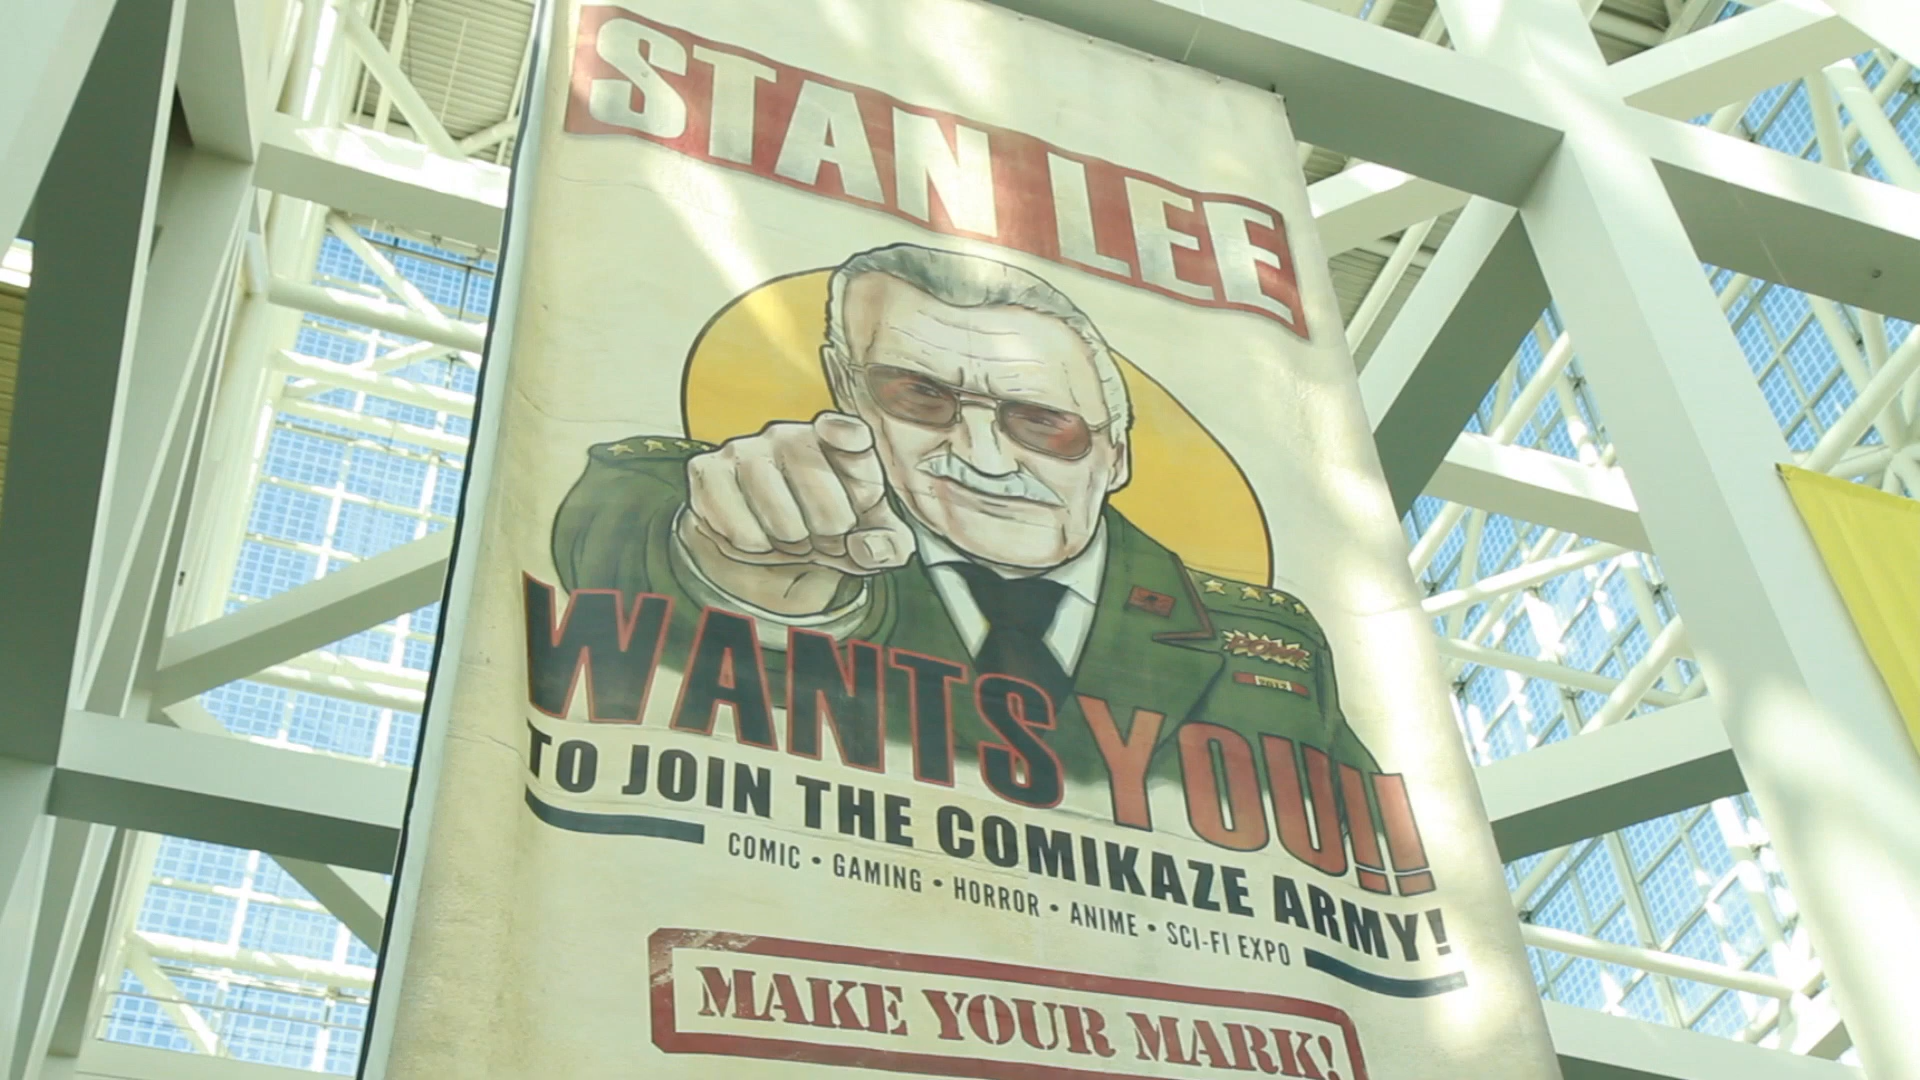 STAN LEE
WANTS YOU!!
TO JOIN THE COMIKAZE ARMY!
COMIC • GAMING • HORROR • ANIME • SCI-FI EXPO
MAKE YOUR MARK!